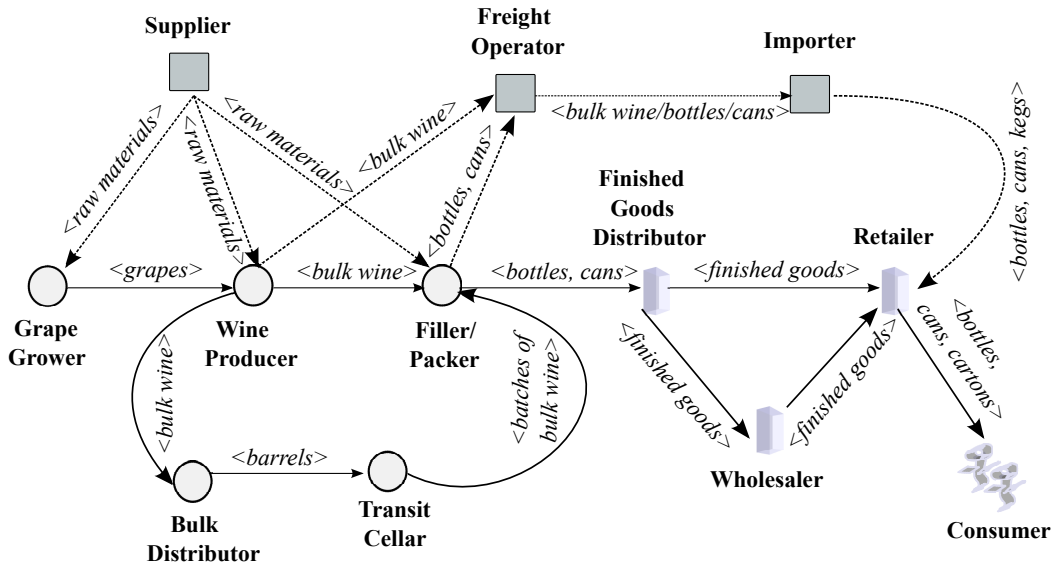 Supplier
Freight
Operator
Importer
<raw materials>
<raw materials>
<raw materials>
<bulk wine>
<bottles, cans>
<bulk wine/bottles/cans>
<bottles, cans, kegs>
Finished
Goods
Distributor
Retailer
<grapes>
<bulk wine>
<bottles, cans>
<finished goods>
Grape
Grower
Wine
Producer
Filler/
Packer
<bulk wine>
<batches of
bulk wine>
<finished goods>
<finished goods>
<bottles,
cans, cartons>
<barrels>
Wholesaler
Bulk
Distributor
Transit
Cellar
Consumer